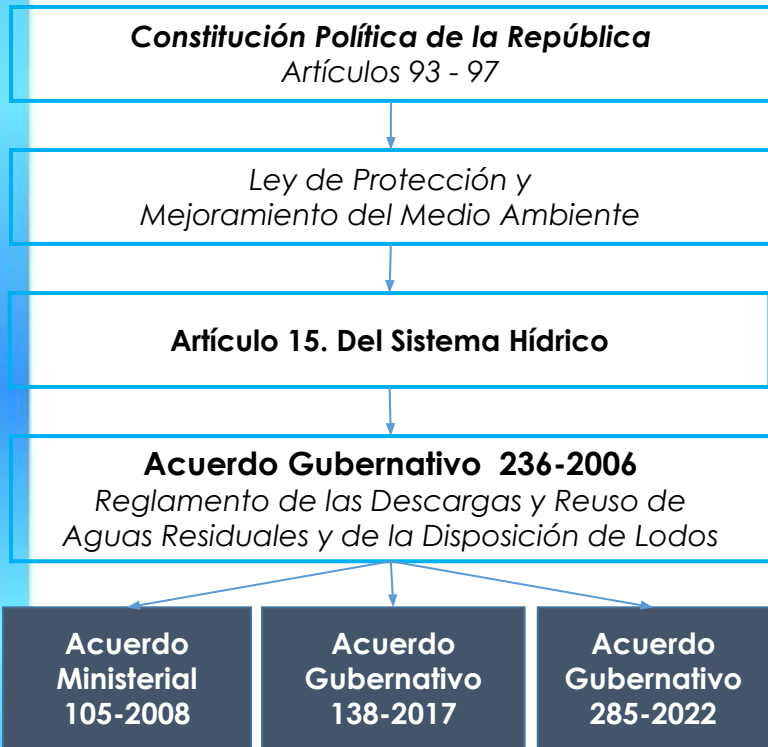 Constitución Política de la República
Artículos 93 - 97
Ley de Protección y
Mejoramiento del Medio Ambiente
Artículo 15. Del Sistema Hídrico
Acuerdo Gubernativo 236-2006
Reglamento de las Descargas y Reuso de
Aguas Residuales y de la Disposición de Lodos
Acuerdo
Ministerial
105-2008
Acuerdo
Gubernativo
138-2017
Acuerdo
Gubernativo
285-2022